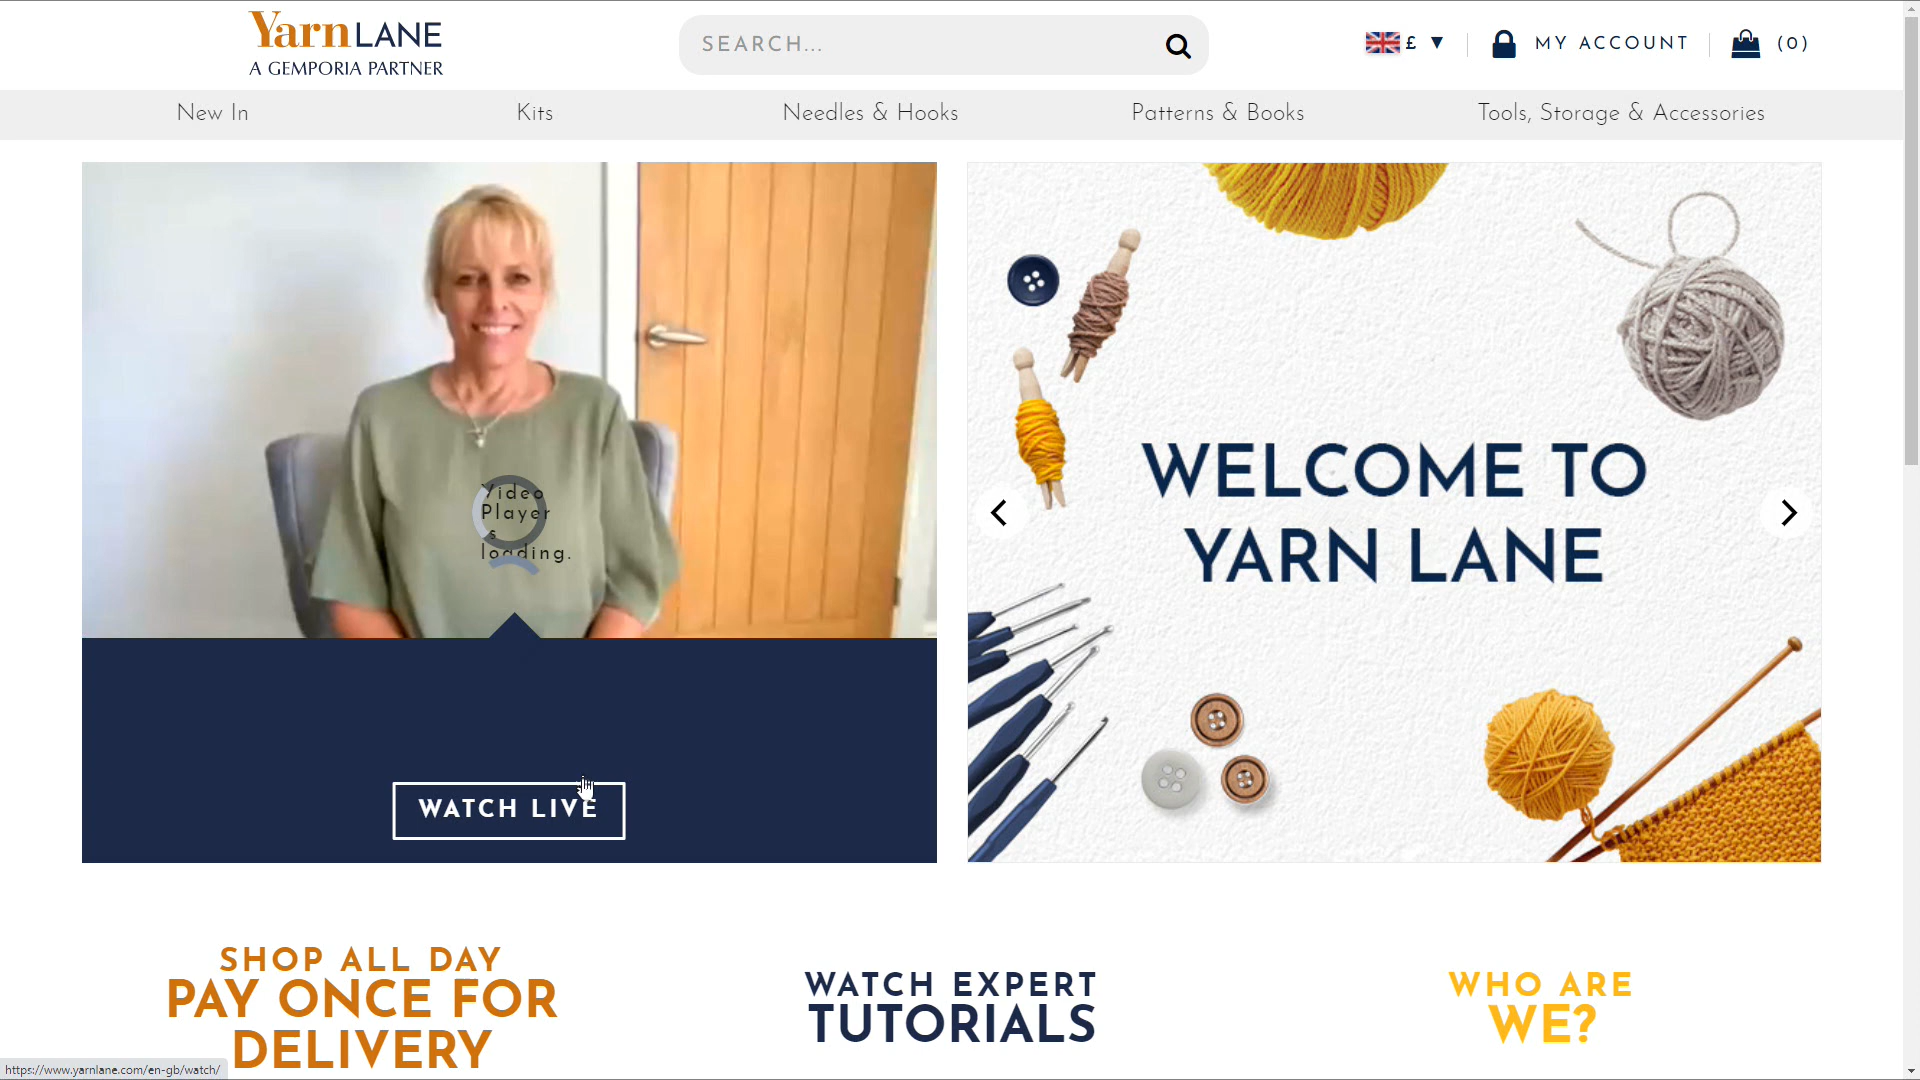 Yarn LANE
A GEMPORIA PARTNER
SEARCH...
£ ▼
MY ACCOUNT
(0)
New In
Kits
Needles & Hooks
Patterns & Books
Tools, Storage & Accessories
Video
Player
is
loading.
WATCH LIVE
WELCOME TO
YARN LANE
SHOP ALL DAY
PAY ONCE FOR
DELIVERY
WATCH EXPERT
TUTORIALS
WHO ARE
WE?
https://www.yarnlane.com/en-gb/watch/